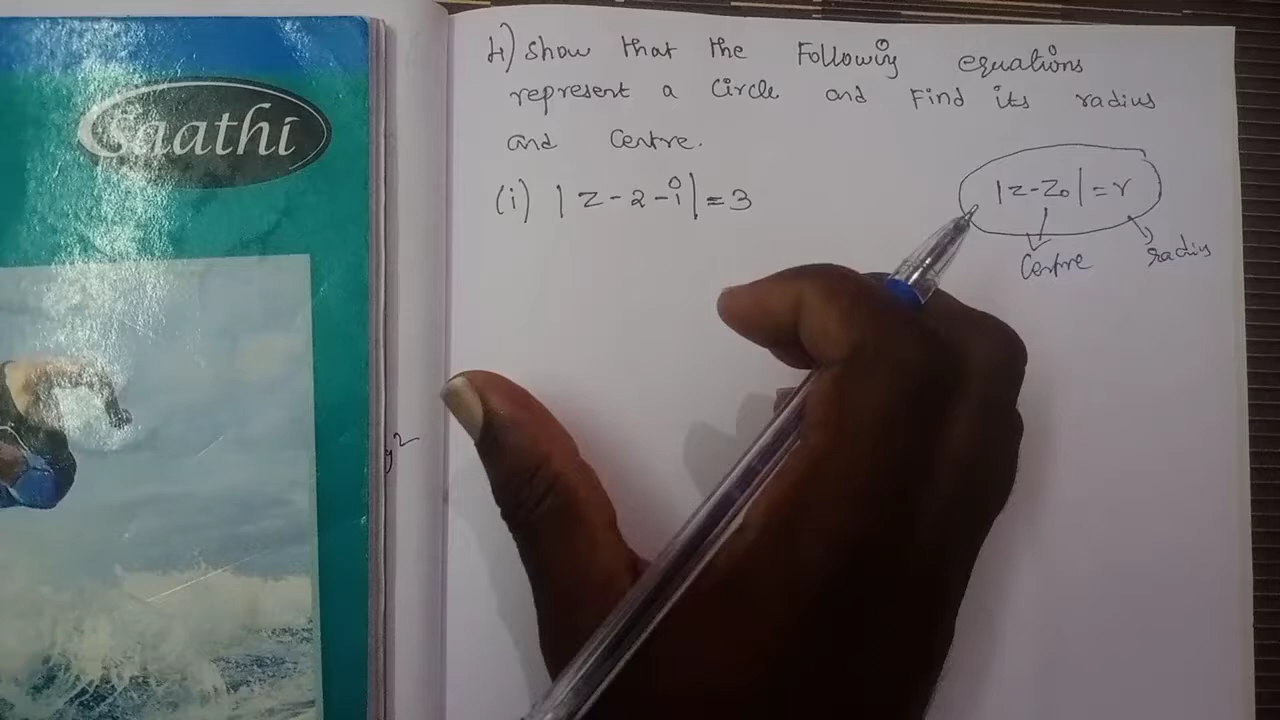 Saathi
4) show that the Following equations
represent a circle and Find its radius
and Centre.
(i) |z-2-i|=3
|z-z₀|=r
Centre
radius
y²